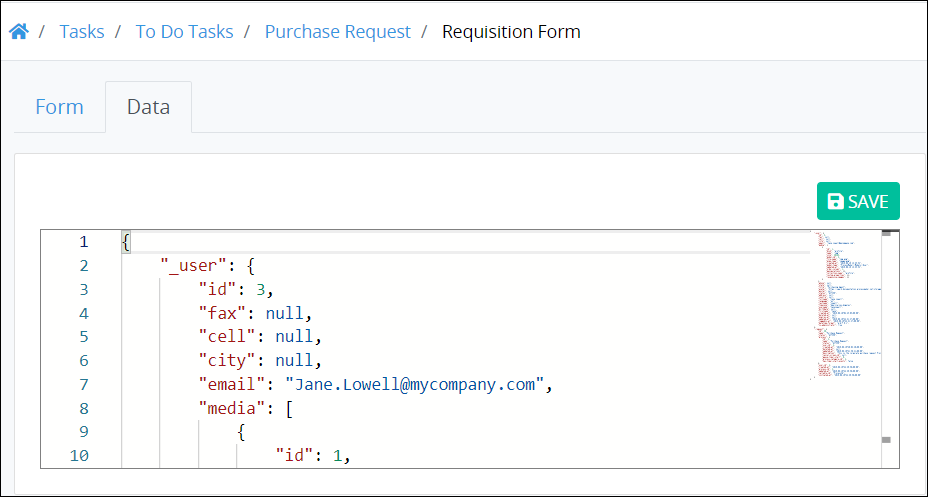 / Tasks / To Do Tasks / Purchase Request / Requisition Form
Form Data
SAVE
1 {
2 "_user": {
3 "id": 3,
4 "fax": null,
5 "cell": null,
6 "city": null,
7 "email": "Jane.Lowell@mycompany.com",
8 "media": [
9 {
10 "id": 1,